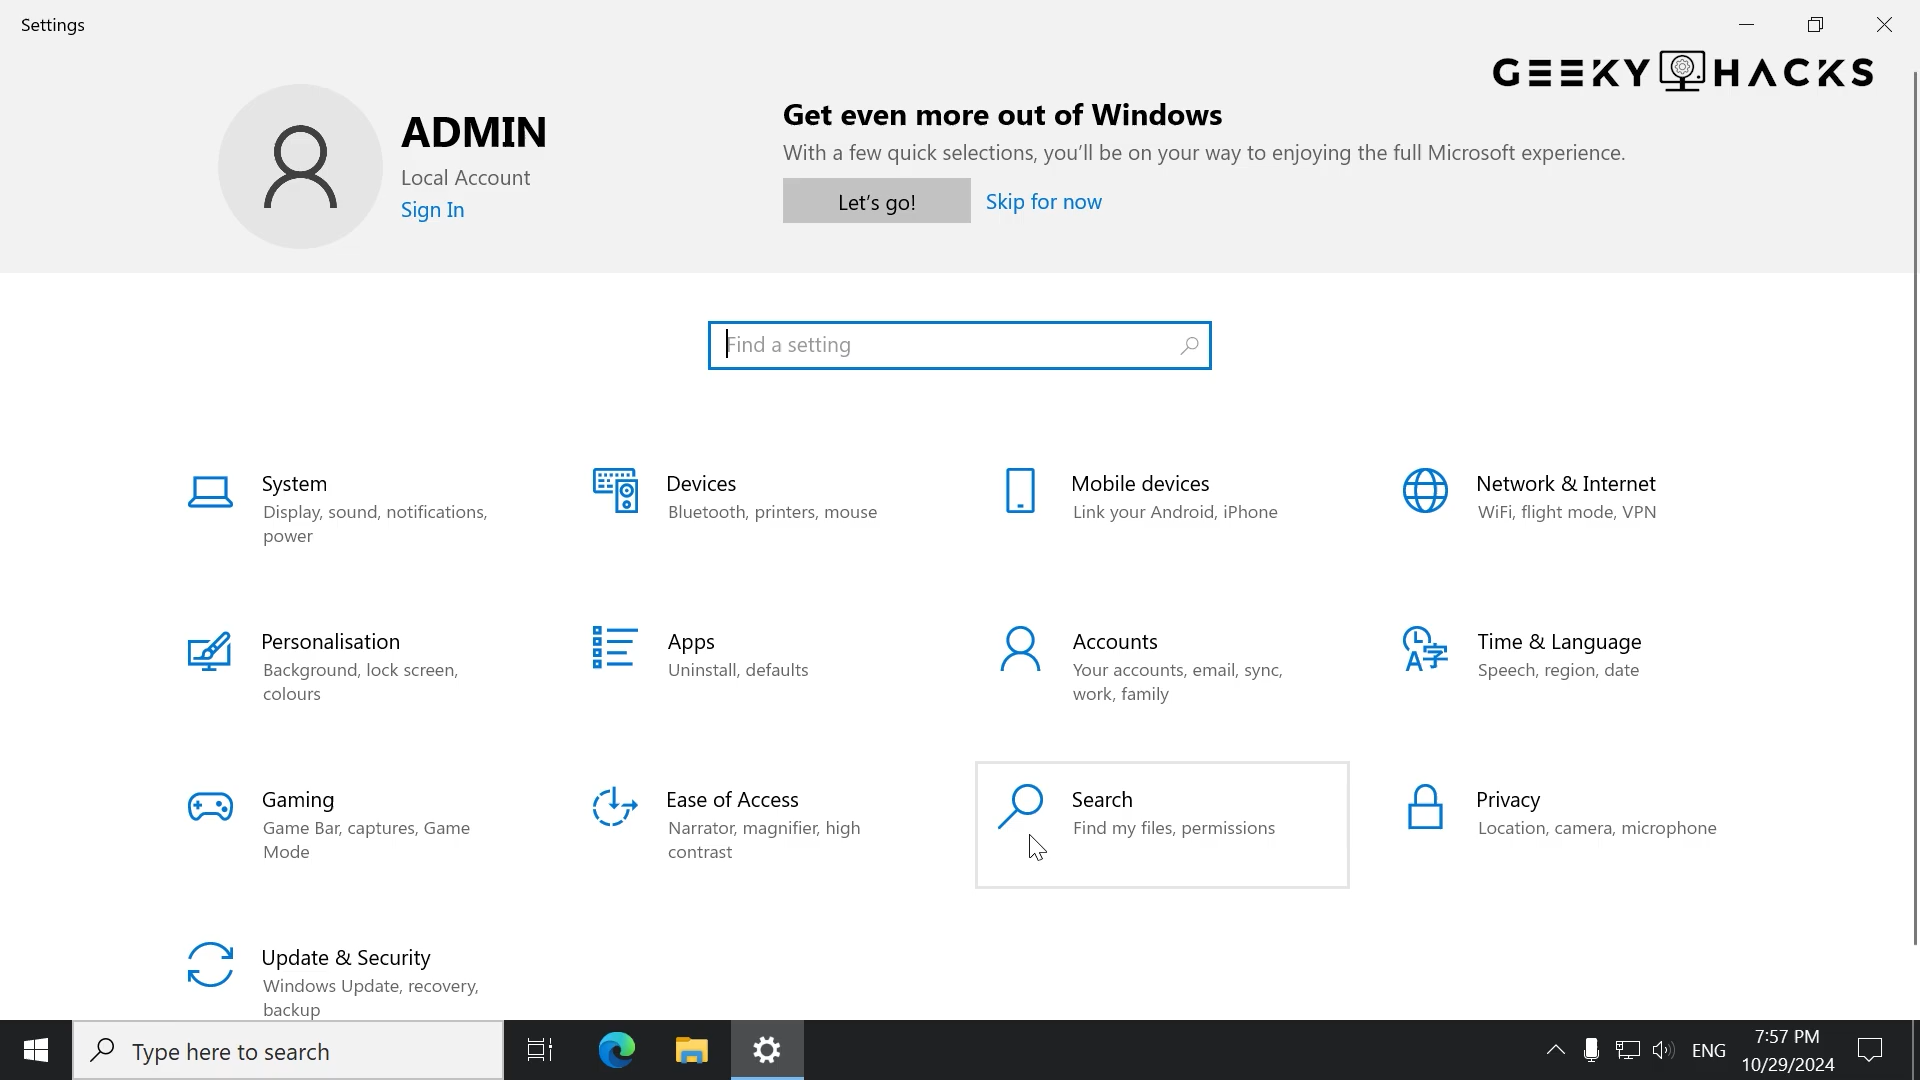 Settings
GEEKY HACKS
ADMIN
Local Account
Sign In
Get even more out of Windows
With a few quick selections, you'll be on your way to enjoying the full Microsoft experience.
Let's go!
Skip for now
Find a setting
System
Display, sound, notifications,
power
Devices
Bluetooth, printers, mouse
Mobile devices
Link your Android, iPhone
Network & Internet
WiFi, flight mode, VPN
Personalisation
Background, lock screen,
colours
Apps
Uninstall, defaults
Accounts
Your accounts, email, sync,
work, family
Time & Language
Speech, region, date
Gaming
Game Bar, captures, Game
Mode
Ease of Access
Narrator, magnifier, high
contrast
Search
Find my files, permissions
Privacy
Location, camera, microphone
Update & Security
Windows Update, recovery,
backup
Type here to search
ENG
7:57 PM
10/29/2024